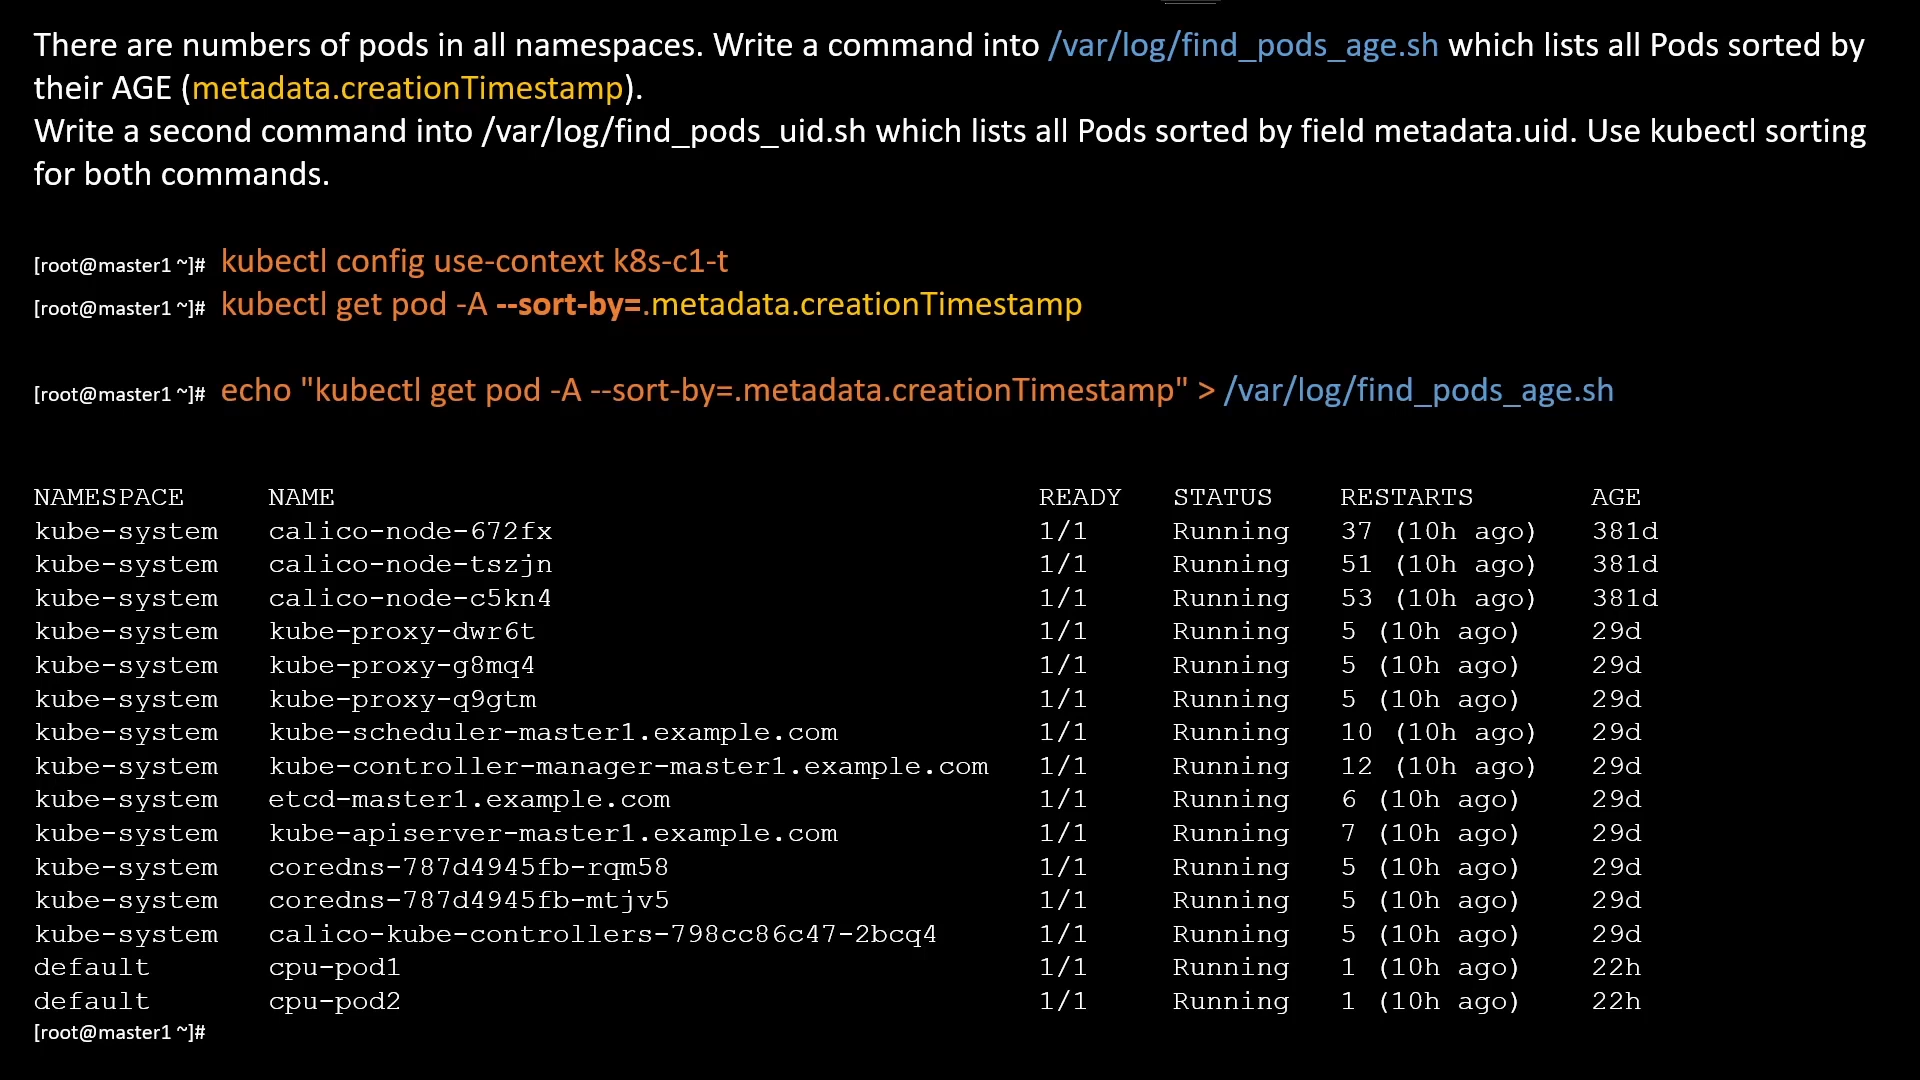 There are numbers of pods in all namespaces. Write a command into /var/log/find_pods_age.sh which lists all Pods sorted by
their AGE (metadata.creationTimestamp).
Write a second command into /var/log/find_pods_uid.sh which lists all Pods sorted by field metadata.uid. Use kubectl sorting
for both commands.
[root@master1 ~]# kubectl config use-context k8s-c1-t
[root@master1 ~]# kubectl get pod -A --sort-by=.metadata.creationTimestamp
[root@master1 ~]# echo "kubectl get pod -A --sort-by=.metadata.creationTimestamp" > /var/log/find_pods_age.sh
NAMESPACE NAME READY STATUS RESTARTS AGE
kube-system calico-node-672fx 1/1 Running 37 (10h ago) 381d
kube-system calico-node-tszjn 1/1 Running 51 (10h ago) 381d
kube-system calico-node-c5kn4 1/1 Running 53 (10h ago) 381d
kube-system kube-proxy-dwr6t 1/1 Running 5 (10h ago) 29d
kube-system kube-proxy-g8mq4 1/1 Running 5 (10h ago) 29d
kube-system kube-proxy-q9gtm 1/1 Running 5 (10h ago) 29d
kube-system kube-scheduler-master1.example.com 1/1 Running 10 (10h ago) 29d
kube-system kube-controller-manager-master1.example.com 1/1 Running 12 (10h ago) 29d
kube-system etcd-master1.example.com 1/1 Running 6 (10h ago) 29d
kube-system kube-apiserver-master1.example.com 1/1 Running 7 (10h ago) 29d
kube-system coredns-787d4945fb-rqm58 1/1 Running 5 (10h ago) 29d
kube-system coredns-787d4945fb-mtjv5 1/1 Running 5 (10h ago) 29d
kube-system calico-kube-controllers-798cc86c47-2bcq4 1/1 Running 5 (10h ago) 29d
default cpu-pod1 1/1 Running 1 (10h ago) 22h
default cpu-pod2 1/1 Running 1 (10h ago) 22h
[root@master1 ~]#